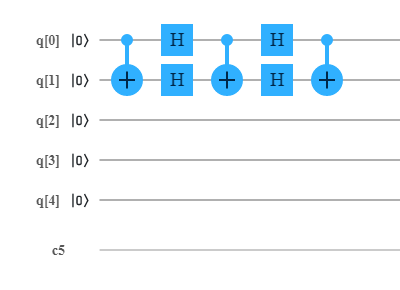 q[0] |0⟩ H H
q[1] |0⟩ H H
q[2] |0⟩
q[3] |0⟩
q[4] |0⟩
c5